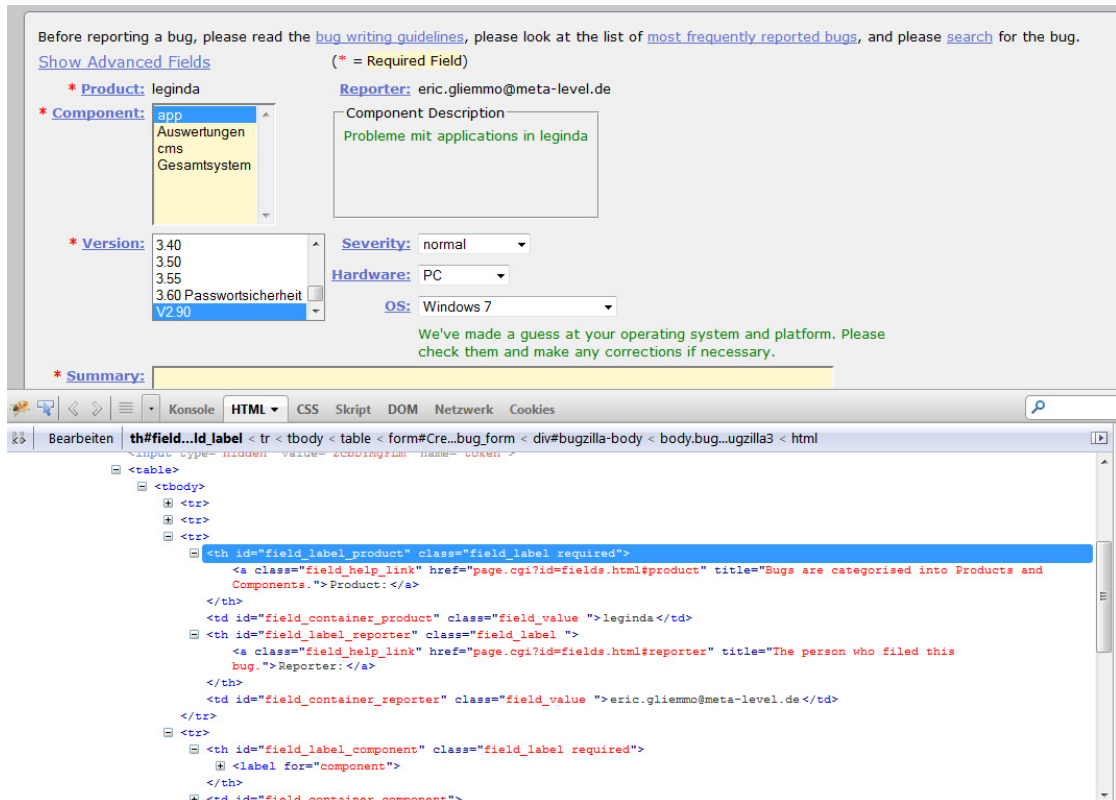 Before reporting a bug, please read the bug writing guidelines, please look at the list of most frequently reported bugs, and please search for the bug.
Show Advanced Fields (* = Required Field)
* Product: leginda Reporter: eric.gliemmo@meta-level.de
* Component: app
Auswertungen
cms
Gesamtsystem
Component Description
Probleme mit applications in leginda
* Version: 3.40
3.50
3.55
3.60 Passwortsicherheit
V2.90
Severity: normal
Hardware: PC
OS: Windows 7
We've made a guess at your operating system and platform. Please
check them and make any corrections if necessary.
* Summary:
Konsole HTML CSS Skript DOM Netzwerk Cookies
Bearbeiten th#field...ld_label < tr < tbody < table < form#Cre...bug_form < div#bugzilla-body < body.bug...ugzilla3 < html
<table>
<tbody>
<tr>
<tr>
<tr>
<th id="field_label_product" class="field_label required">
<a class="field_help_link" href="page.cgi?id=fields.html#product" title="Bugs are categorised into Products and
Components.">Product:</a>
</th>
<td id="field_container_product" class="field_value ">leginda</td>
<th id="field_label_reporter" class="field_label ">
<a class="field_help_link" href="page.cgi?id=fields.html#reporter" title="The person who filed this
bug.">Reporter:</a>
</th>
<td id="field_container_reporter" class="field_value ">eric.gliemmo@meta-level.de</td>
</tr>
<tr>
<th id="field_label_component" class="field_label required">
<label for="component">
</th>
<td id="field_container_component">